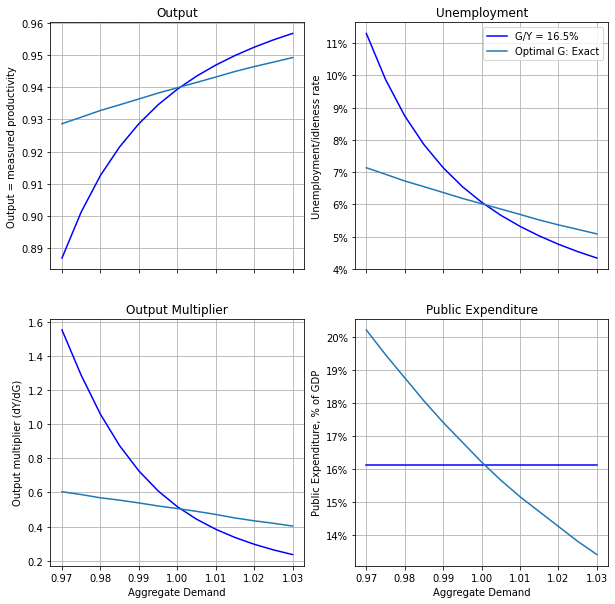 Output
Output = measured productivity
0.96
0.95
0.94
0.93
0.92
0.91
0.90
0.89
Unemployment
Unemployment/idleness rate
11%
10%
9%
8%
7%
6%
5%
4%
G/Y = 16.5%
Optimal G: Exact
Output Multiplier
Output multiplier (dY/dG)
1.6
1.4
1.2
1.0
0.8
0.6
0.4
0.2
0.97 0.98 0.99 1.00 1.01 1.02 1.03
Aggregate Demand
Public Expenditure
Public Expenditure, % of GDP
20%
19%
18%
17%
16%
15%
14%
0.97 0.98 0.99 1.00 1.01 1.02 1.03
Aggregate Demand